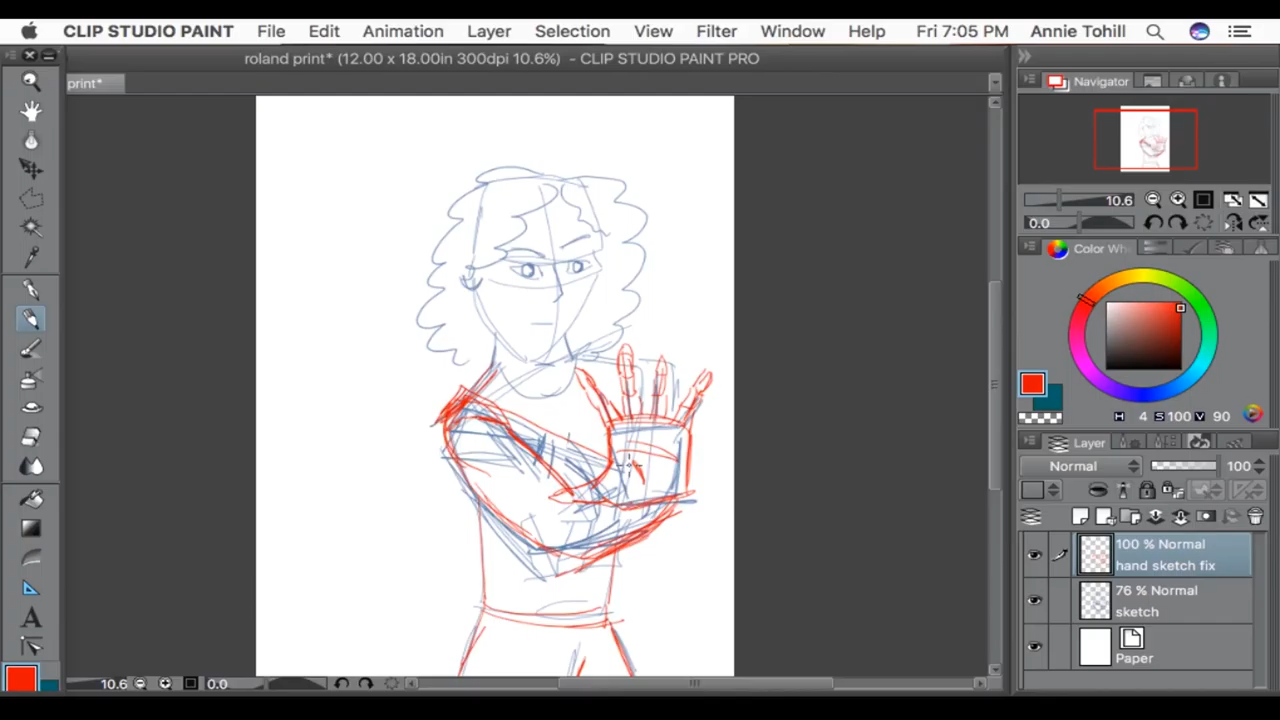 CLIP STUDIO PAINT File Edit Animation Layer Selection View Filter Window Help Fri 7:05 PM Annie Tohill
roland print* (12.00 x 18.00in 300dpi 10.6%) - CLIP STUDIO PAINT PRO
print*
Navigator
10.6
0.0
Color Whe
H 4 S 100 V 90
Layer
Normal 100
100 % Normal
hand sketch fix
76 % Normal
sketch
Paper
10.6 0.0